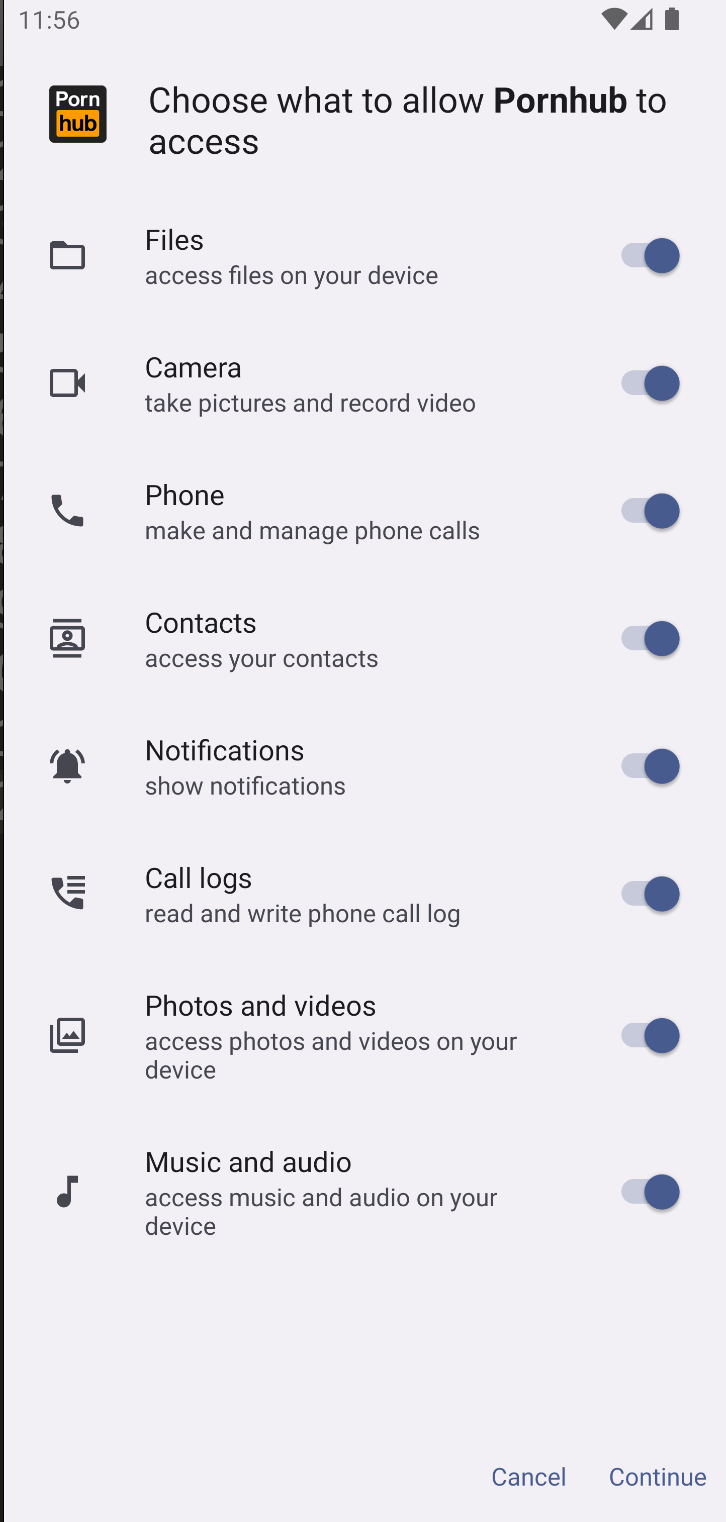 11:56
Porn
hub
Choose what to allow Pornhub to
access
Files
access files on your device
Camera
take pictures and record video
Phone
make and manage phone calls
Contacts
access your contacts
Notifications
show notifications
Call logs
read and write phone call log
Photos and videos
access photos and videos on your
device
Music and audio
access music and audio on your
device
Cancel
Continue